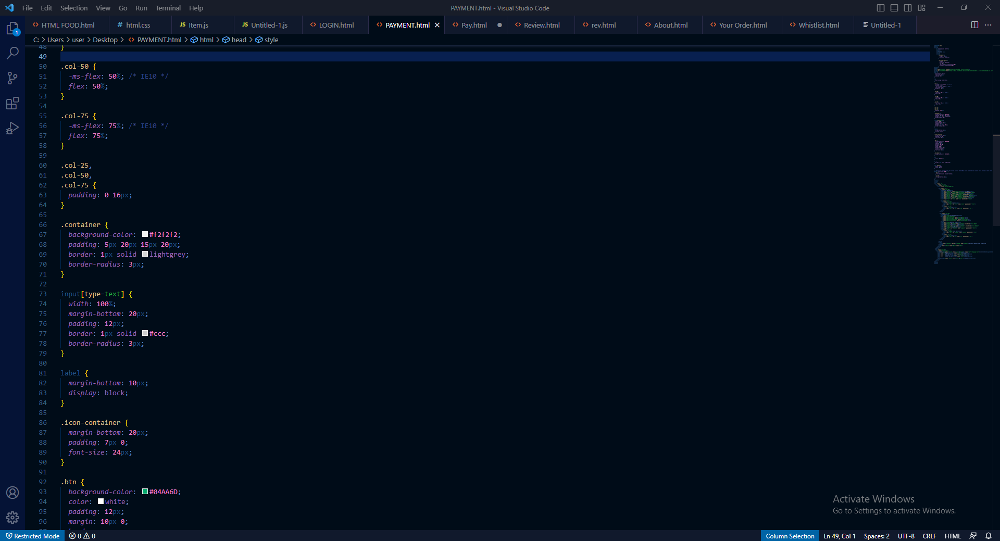 File Edit Selection View Go Run Terminal Help PAYMENT.html - Visual Studio Code
HTML FOOD.html # html.css JS Item.js JS Untitled-1.js LOGIN.html PAYMENT.html Pay.html Review.html rev.html About.html Your Order.html Whistlist.html Untitled-1
1
C: > Users > user > Desktop > PAYMENT.html > html > head > style
48 }
49
50 .col-50 {
51 -ms-flex: 50%; /* IE10 */
52 flex: 50%;
53 }
54
55 .col-75 {
56 -ms-flex: 75%; /* IE10 */
57 flex: 75%;
58 }
59
60 .col-25,
61 .col-50,
62 .col-75 {
63 padding: 0 16px;
64 }
65
66 .container {
67 background-color: #f2f2f2;
68 padding: 5px 20px 15px 20px;
69 border: 1px solid lightgrey;
70 border-radius: 3px;
71 }
72
73 input[type=text] {
74 width: 100%;
75 margin-bottom: 20px;
76 padding: 12px;
77 border: 1px solid #ccc;
78 border-radius: 3px;
79 }
80
81 label {
82 margin-bottom: 10px;
83 display: block;
84 }
85
86 .icon-container {
87 margin-bottom: 20px;
88 padding: 7px 0;
89 font-size: 24px;
90 }
91
92 .btn {
93 background-color: #04AA6D;
94 color: white;
95 padding: 12px;
96 margin: 10px 0;
Activate Windows
Go to Settings to activate Windows.
Restricted Mode 0 0 Column Selection Ln 49, Col 1 Spaces: 2 UTF-8 CRLF HTML